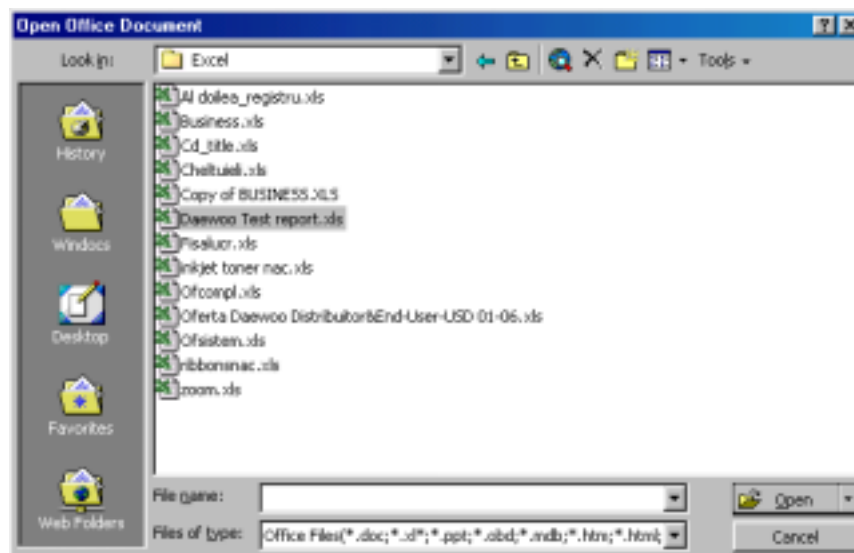 Open Office Document
Look in: Excel Tools
Al doilea_registru.xls
Business.xls
Cd_title.xls
Cheltuieli.xls
Copy of BUSINESS.XLS
Daewoo Test report.xls
Fisalucr.xls
inkjet toner nac.xls
Ofcompl.xls
Oferta Daewoo Distribuitor&End-User-USD 01-06.xls
Ofsistem.xls
ribbonsnac.xls
zoom.xls
History
Windocs
Desktop
Favorites
Web Folders
File name:
Open
Files of type: Office Files(*.doc;*.xl*;*.ppt;*.obd;*.mdb;*.htm;*.html;
Cancel